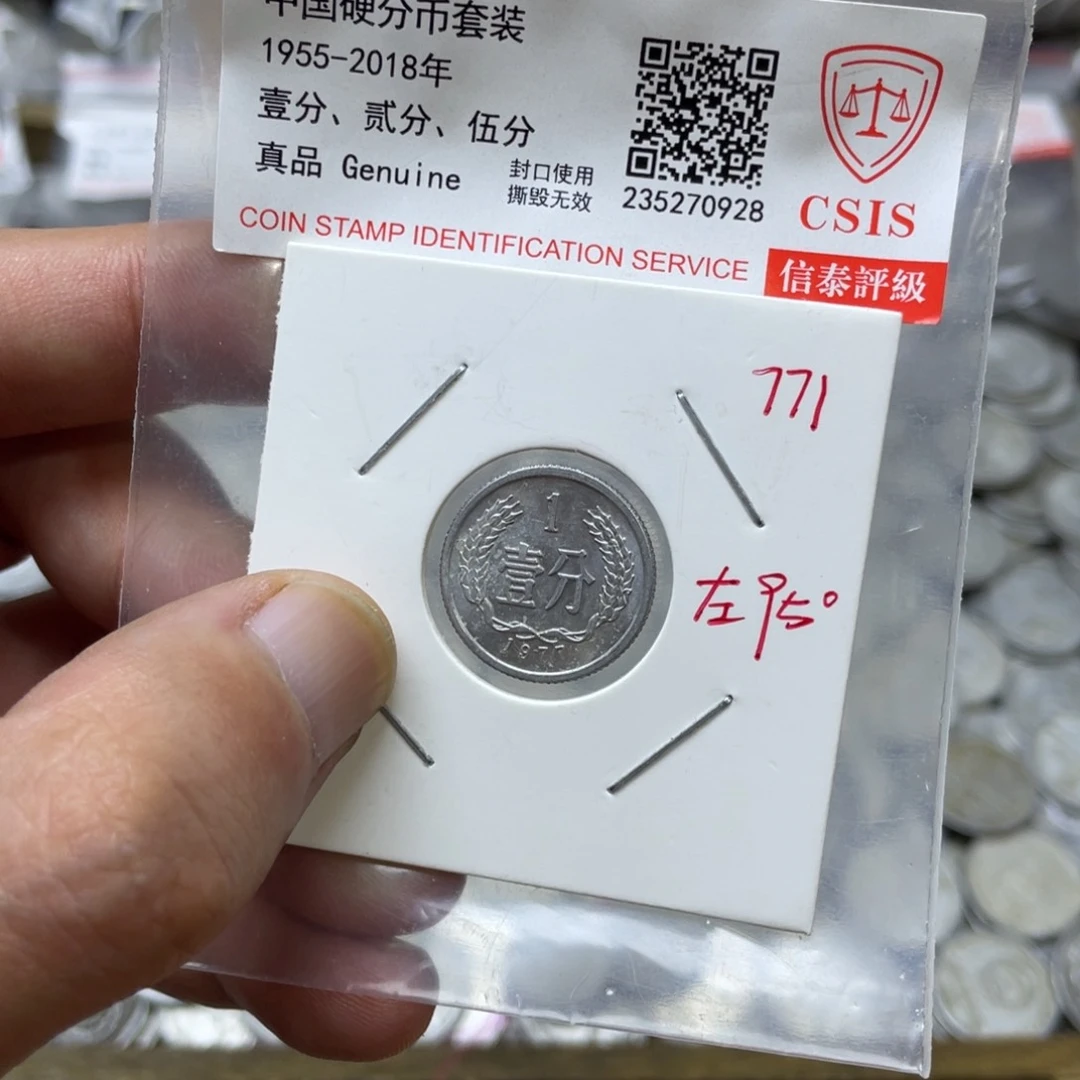 中国硬分币套装
1955-2018年
壹分、贰分、伍分
真品 Genuine
封口使用
撕毁无效
235270928
CSIS
COIN STAMP IDENTIFICATION SERVICE
信泰評級
771
1
壹分
1977